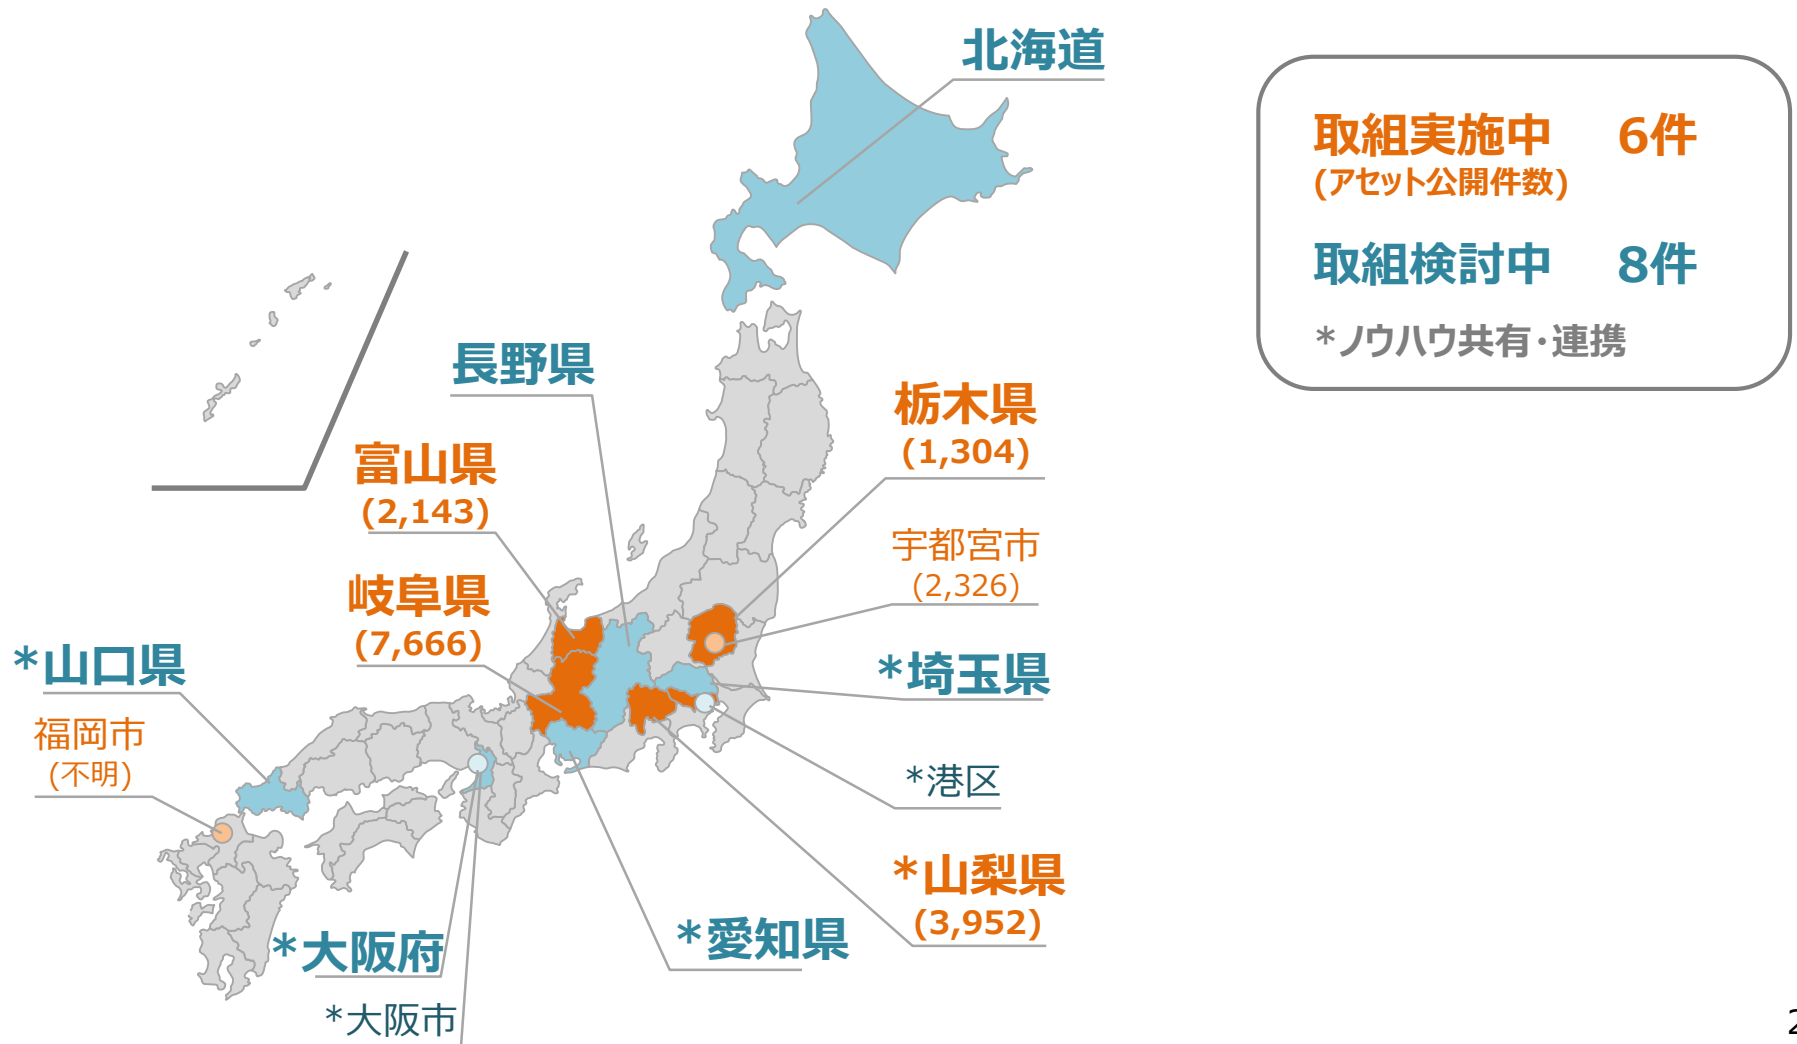 北海道
取組実施中 6件
(アセット公開件数)
取組検討中 8件
*ノウハウ共有・連携
長野県
栃木県
(1,304)
富山県
(2,143)
宇都宮市
(2,326)
岐阜県
(7,666)
*山口県
*埼玉県
福岡市
(不明)
*港区
*山梨県
(3,952)
*愛知県
*大阪府
*大阪市
2